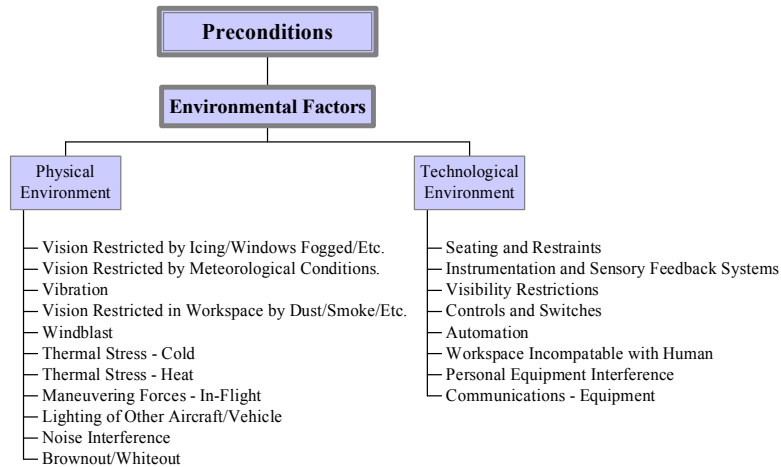 Preconditions
Environmental Factors
Physical
Environment
Vision Restricted by Icing/Windows Fogged/Etc.
Vision Restricted by Meteorological Conditions.
Vibration
Vision Restricted in Workspace by Dust/Smoke/Etc.
Windblast
Thermal Stress - Cold
Thermal Stress - Heat
Maneuvering Forces - In-Flight
Lighting of Other Aircraft/Vehicle
Noise Interference
Brownout/Whiteout
Technological
Environment
Seating and Restraints
Instrumentation and Sensory Feedback Systems
Visibility Restrictions
Controls and Switches
Automation
Workspace Incompatable with Human
Personal Equipment Interference
Communications - Equipment